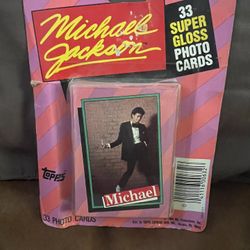 Michael
Jackson
33
SUPER
GLOSS
PHOTO
CARDS
Michael
TOPPS
33 PHOTO CARDS